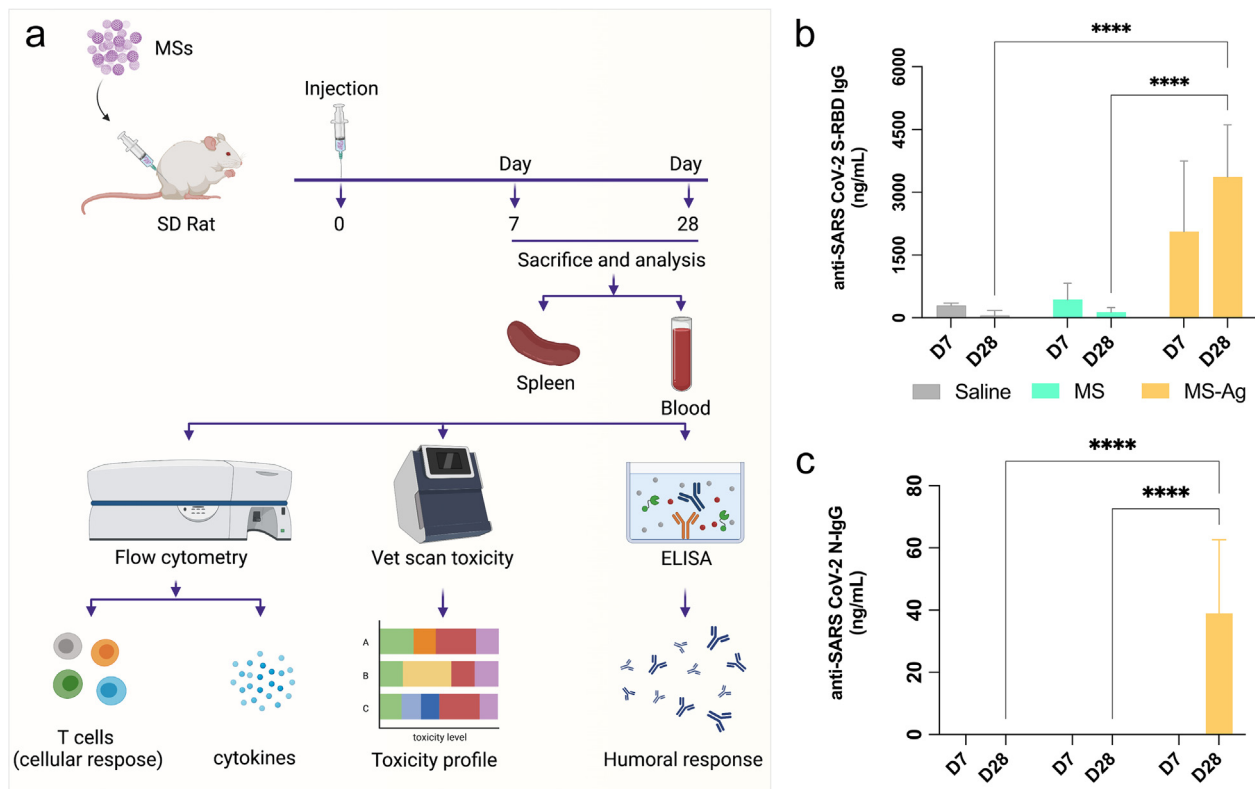 a
MSs
SD Rat
Injection
Day
Day
0
7
28
Sacrifice and analysis
Spleen
Blood
Flow cytometry
Vet scan toxicity
ELISA
T cells
(cellular respose)
cytokines
A
B
C
toxicity level
Toxicity profile
Humoral response
b
anti-SARS CoV-2 S-RBD IgG
(ng/mL)
6000
4500
3000
1500
0
****
****
D7
D28
D7
D28
D7
D28
Saline
MS
MS-Ag
c
anti-SARS CoV-2 N-IgG
(ng/mL)
80
60
40
20
0
****
****
D7
D28
D7
D28
D7
D28